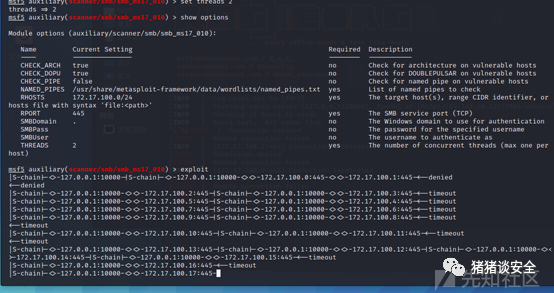 msf5 auxiliary(scanner/smb/smb_ms17_010) > set threads 2
threads => 2
msf5 auxiliary(scanner/smb/smb_ms17_010) > show options
Module options (auxiliary/scanner/smb/smb_ms17_010):
Name Current Setting Required Description
CHECK_ARCH true no Check for architecture on vulnerable hosts
CHECK_DOPU true no Check for DOUBLEPULSAR on vulnerable hosts
CHECK_PIPE false no Check for named pipe on vulnerable hosts
NAMED_PIPES /usr/share/metasploit-framework/data/wordlists/named_pipes.txt yes List of named pipes to check
RHOSTS 172.17.100.0/24 yes The target host(s), range CIDR identifier, or
hosts file with syntax 'file:<path>'
RPORT 445 yes The SMB service port (TCP)
SMBDomain . no The Windows domain to use for authentication
SMBPass no The password for the specified username
SMBUser no The username to authenticate as
THREADS 2 yes The number of concurrent threads (max one per
host)
msf5 auxiliary(scanner/smb/smb_ms17_010) > exploit
|S-chain|-<>-127.0.0.1:10000-|S-chain|-<>-127.0.0.1:10000-<><>-172.17.100.0:445-<><>-172.17.100.1:445-<--denied
<--denied
|S-chain|-<>-127.0.0.1:10000-<><>-172.17.100.2:445-|S-chain|-<>-127.0.0.1:10000-<><>-172.17.100.3:445-<--timeout
|S-chain|-<>-127.0.0.1:10000-<><>-172.17.100.5:445-|S-chain|-<>-127.0.0.1:10000-<><>-172.17.100.4:445-<--timeout
|S-chain|-<>-127.0.0.1:10000-<><>-172.17.100.7:445-|S-chain|-<>-127.0.0.1:10000-<><>-172.17.100.6:445-<--timeout
|S-chain|-<>-127.0.0.1:10000-<><>-172.17.100.9:445-|S-chain|-<>-127.0.0.1:10000-<><>-172.17.100.8:445-<--timeout
<--timeout
|S-chain|-<>-127.0.0.1:10000-<><>-172.17.100.10:445-|S-chain|-<>-127.0.0.1:10000-<><>-172.17.100.11:445-<--timeout
<--timeout
|S-chain|-<>-127.0.0.1:10000-<><>-172.17.100.13:445-|S-chain|-<>-127.0.0.1:10000-<><>-172.17.100.12:445-|S-chain|-<>-127.0.0.1:10000-<><
>-172.17.100.14:445-|S-chain|-<>-127.0.0.1:10000-<><>-172.17.100.15:445-<--timeout
|S-chain|-<>-127.0.0.1:10000-<><>-172.17.100.16:445-<--timeout
|S-chain|-<>-127.0.0.1:10000-<><>-172.17.100.17:445-
猪猪谈安全
先知社区